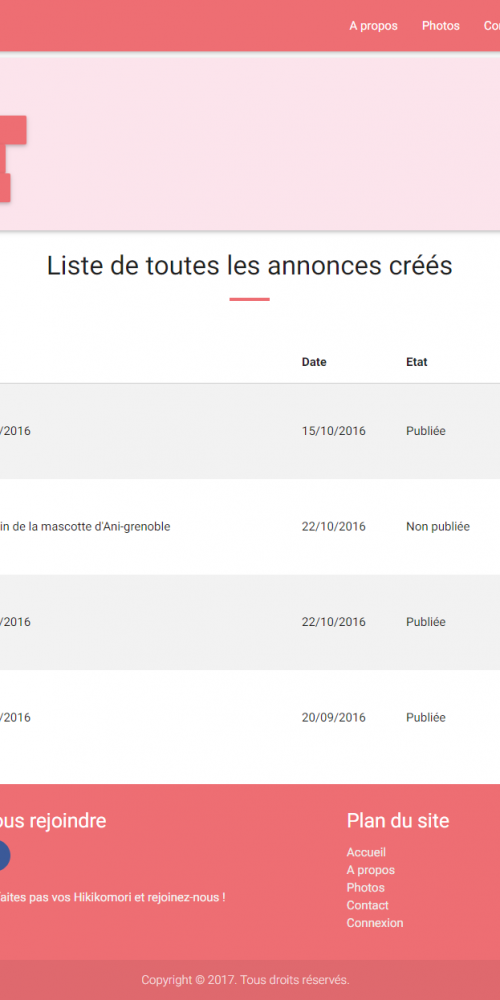 A propos Photos
Liste de toutes les annonces créés
Date Etat
/2016 15/10/2016 Publiée
in de la mascotte d'Ani-grenoble 22/10/2016 Non publiée
/2016 22/10/2016 Publiée
/2016 20/09/2016 Publiée
ous rejoindre
aites pas vos Hikikomori et rejoinez-nous !
Plan du site
Accueil
A propos
Photos
Contact
Connexion
Copyright © 2017. Tous droits réservés.